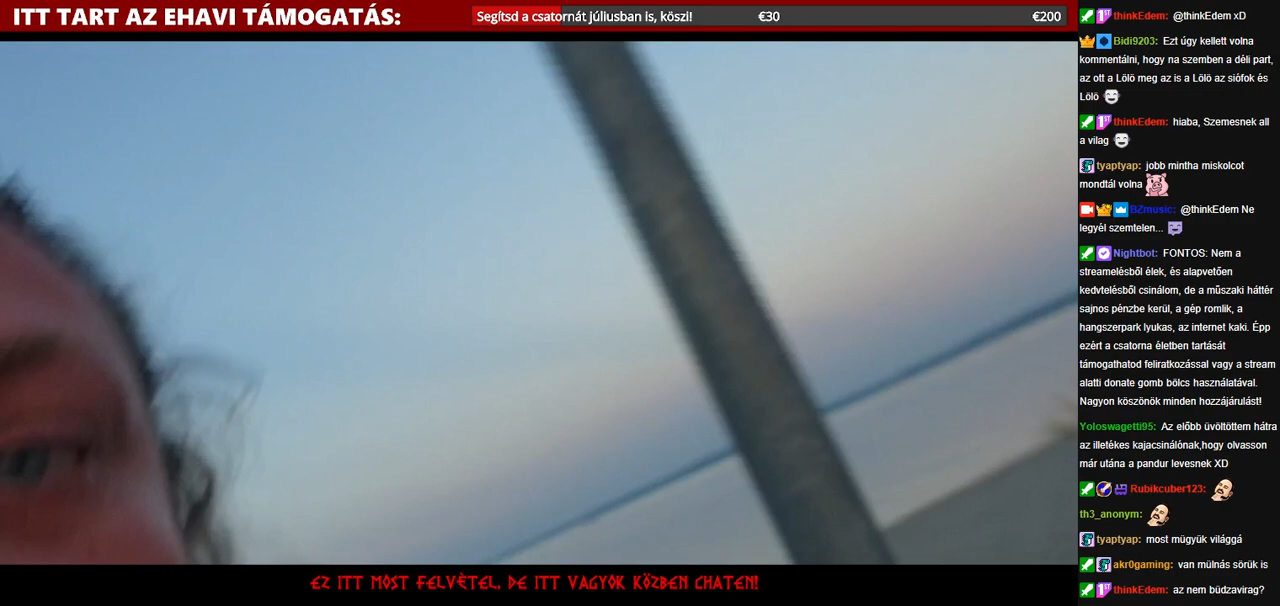 ITT TART AZ EHAVI TÁMOGATÁS:
Segítsd a csatornát júliusban is, köszi! €30 €200
thinkEdem: @thinkEdem xD
Bidi9203: Ezt úgy kellett volna
kommentálni, hogy na szemben a déli part,
az ott a Lölö meg az is a Lölö az siófok és
Lölö
thinkEdem: hiaba, Szemesnek all
a vilag
tyaptyap: jobb mintha miskolcot
mondtál volna
BZmusic: @thinkEdem Ne
legyél szemtelen...
Nightbot: FONTOS: Nem a
streamelésből élek, és alapvetően
kedvtelésből csinálom, de a műszaki háttér
sajnos pénzbe kerül, a gép romlik, a
hangszerpark lyukas, az internet kaki. Épp
ezért a csatorna életben tartását
támogathatod feliratkozással vagy a stream
alatti donate gomb bölcs használatával.
Nagyon köszönök minden hozzájárulást!
Yoloswagetti95: Az előbb üvöltöttem hátra
az illetékes kajacsinálónak,hogy olvasson
már utána a pandur levesnek XD
Rubikcuber123:
th3_anonym:
tyaptyap: most mügyük világgá
akr0gaming: van múlnás sörük is
thinkEdem: az nem büdzavirag?
EZ ITT MOST FELVÉTEL, DE ITT VAGYOK KÖZBEN CHATEN!